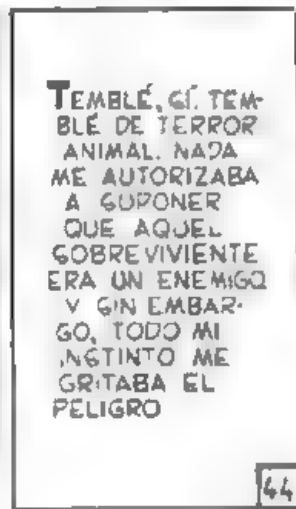 TEMBLÉ, SÍ. TEM-
BLÉ DE TERROR
ANIMAL. NADA
ME AUTORIZABA
A SUPONER
QUE AQUEL
SOBREVIVIENTE
ERA UN ENEMIGO
Y SIN EMBAR-
GO, TODO MI
INSTINTO ME
GRITABA EL
PELIGRO
44